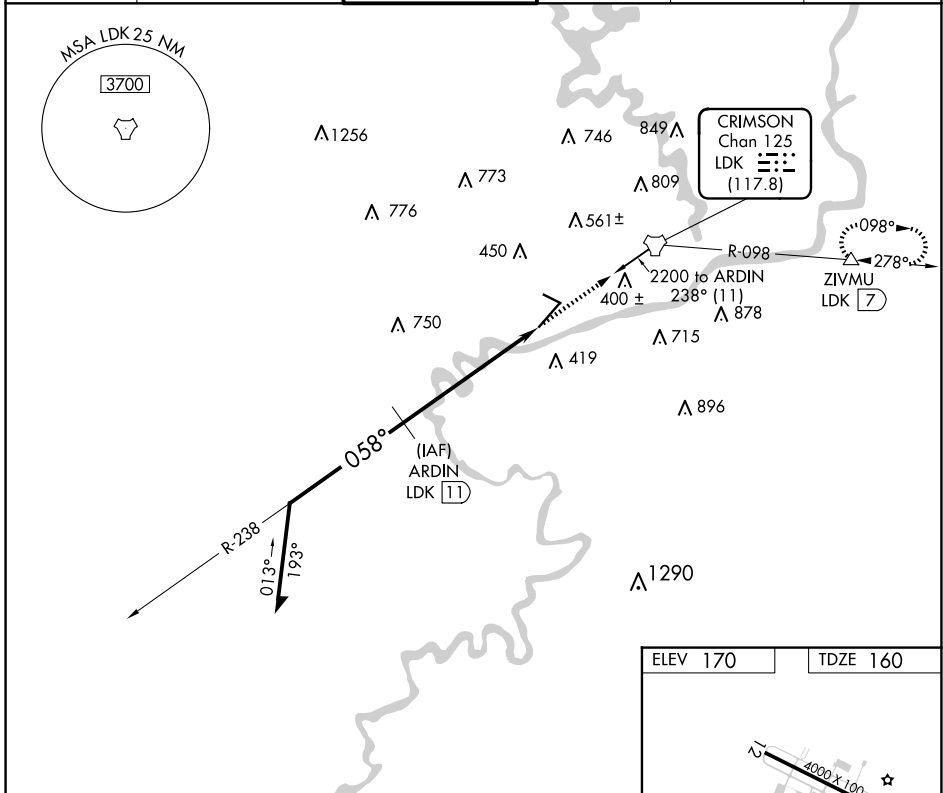 MSA LDK 25 NM
3700
1256
746
849
CRIMSON
Chan 125
LDK
(117.8)
773
809
776
561±
098°
450
R-098
278°
2200 to ARDIN
238° (11)
ZIVMU
LDK 7
400 ±
878
750
715
419
896
058°
(IAF)
ARDIN
LDK 11
R-238
013°
193°
1290
ELEV 170
TDZE 160
12
4000 X 100